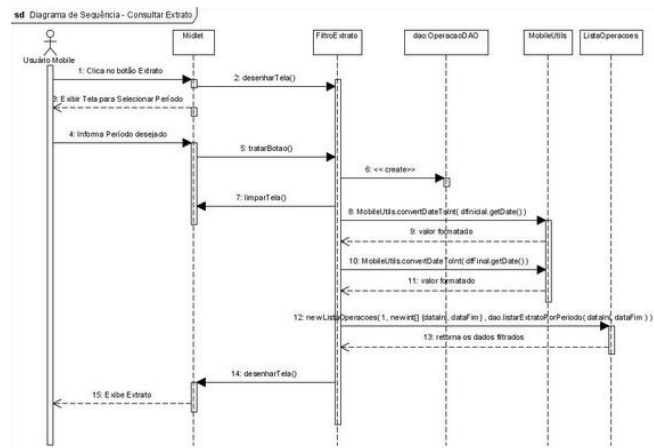 sd Diagrama de Sequência - Consultar Extrato
Usuário Mobile
Midlet
FiltroExtrato
dao:OperacaoDAO
MobileUtils
ListaOperacoes
1: Clica no botão Extrato
2: desenharTela()
3: Exibir Tela para Selecionar Período
4: Informa Período desejado
5: tratarBotao()
6: << create>>
7: limparTela()
8: MobileUtils.convertDateToInt( dfInicial.getDate() )
9: valor formatado
10: MobileUtils.convertDateToInt( dfFinal.getDate() )
11: valor formatado
12: new ListaOperacoes( 1, new int[] {dataIni, dataFim} , dao.listarExtratoPorPeriodo( dataIni, dataFim ) )
13: retorna os dados filtrados
14: desenharTela()
15: Exibe Extrato